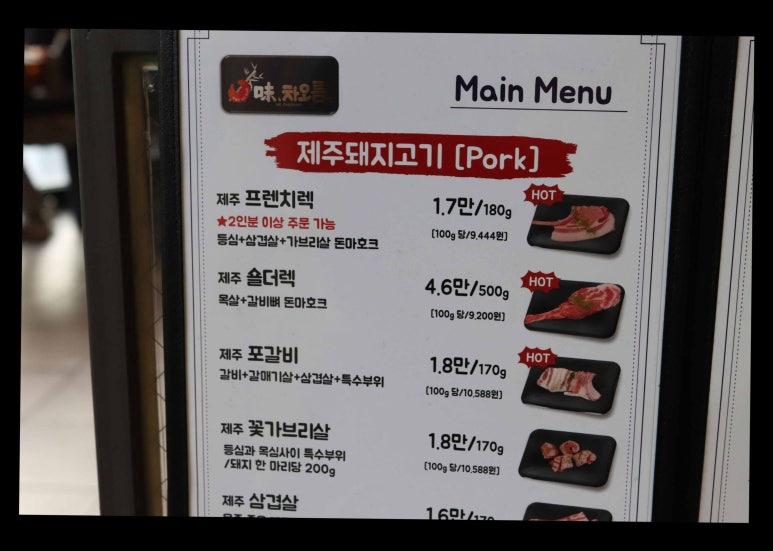 味, 차오름
Main Menu
제주돼지고기 [Pork]
제주 프렌치렉
1.7만/180g
HOT
★2인분 이상 주문 가능
등심+삼겹살+가브리살 돈마호크
[100g 당/9,444원]
제주 숄더렉
4.6만/500g
HOT
목살+갈비뼈 돈마호크
[100g 당/9,200원]
제주 포갈비
1.8만/170g
HOT
갈비+갈매기살+삼겹살+특수부위
[100g 당/10,588원]
제주 꽃가브리살
1.8만/170g
등심과 목심사이 특수부위
/돼지 한 마리당 200g
[100g 당/10,588원]
제주 삼겹살
1.6만/170